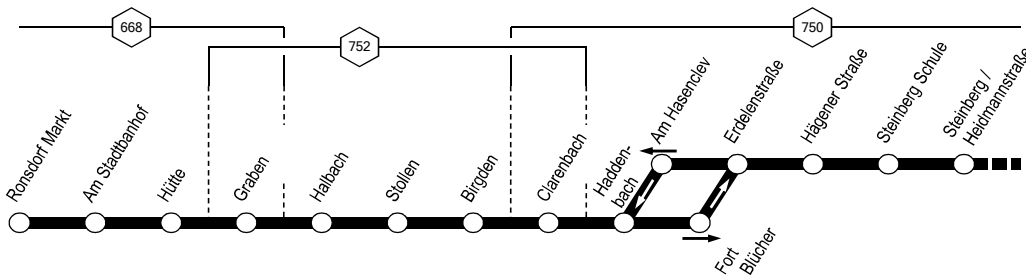 668
752
750
Ronsdorf Markt
Am Stadtbanhof
Hütte
Graben
Halbach
Stollen
Birgden
Clarenbach
Hadden-
bach
Am Hasenclev
Fort
Blücher
Erdelenstraße
Hägener Straße
Steinberg Schule
Steinberg /
Heidmannstraße